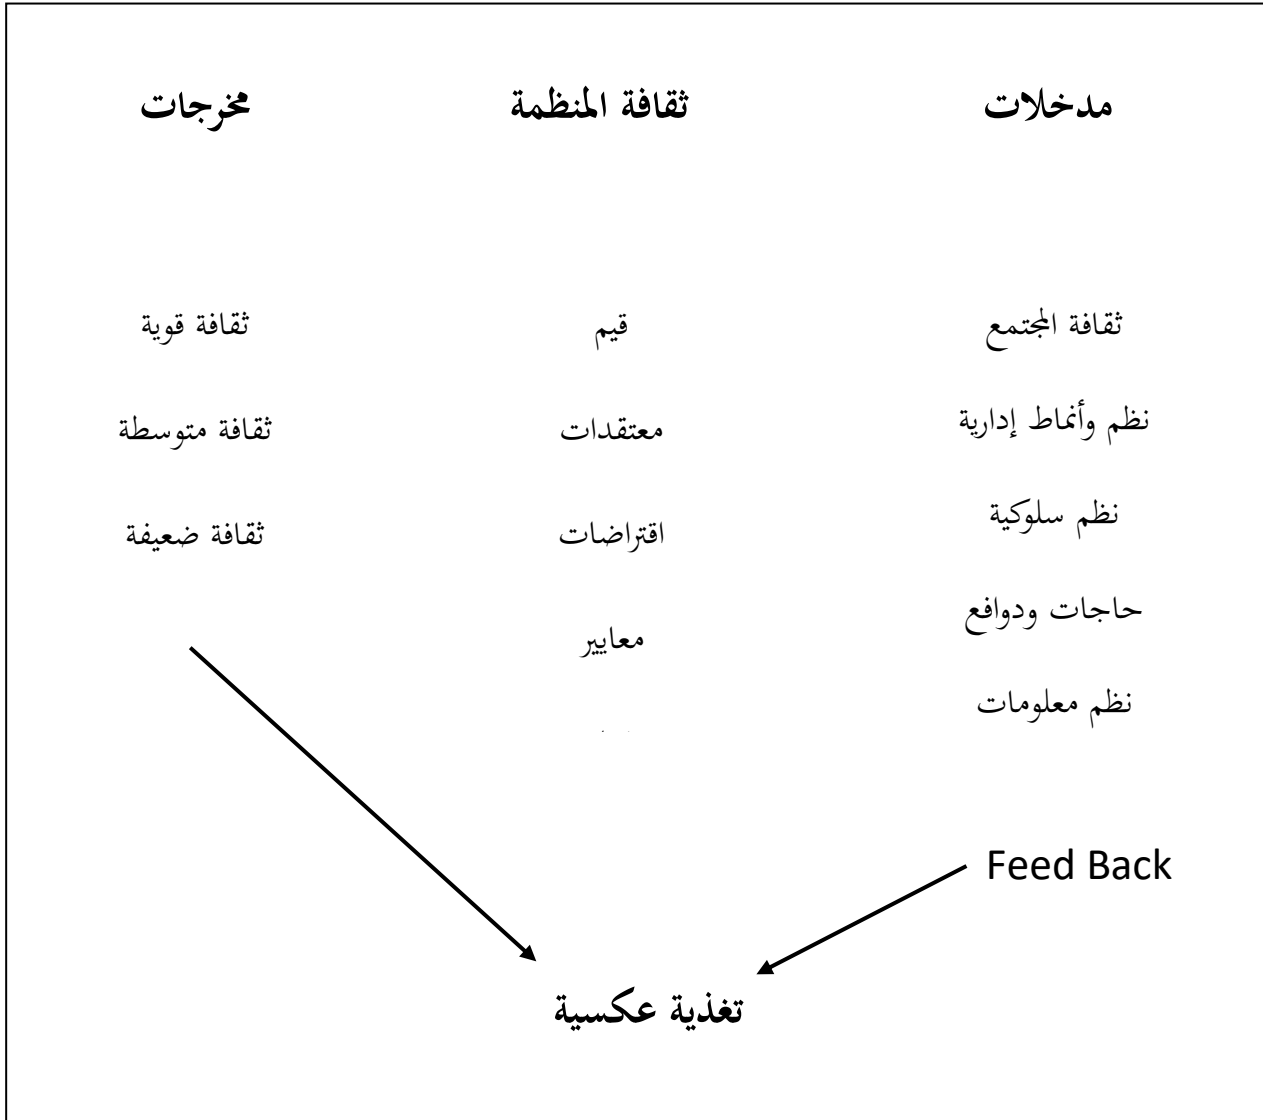 مدخلات
ثقافة المجتمع
نظم وأنماط إدارية
نظم سلوكية
حاجات ودوافع
نظم معلومات
ثقافة المنظمة
قيم
معتقدات
اقتراضات
معايير
مخرجات
ثقافة قوية
ثقافة متوسطة
ثقافة ضعيفة
Feed Back
تغذية عكسية